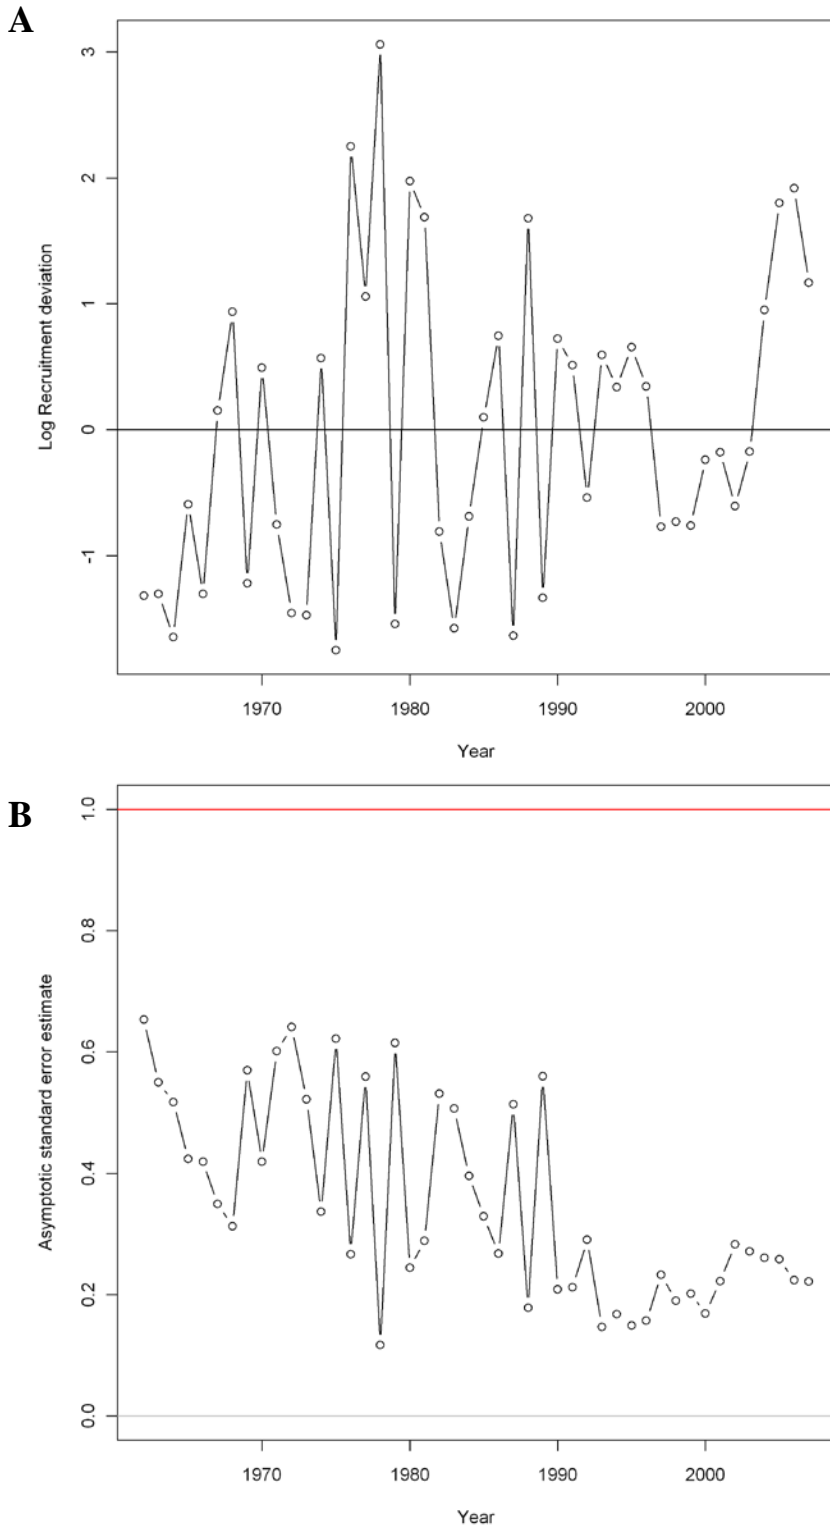 A
Log Recruitment deviation
3
2
1
0
-1
1970 1980 1990 2000
Year
B
Asymptotic standard error estimate
1.0
0.8
0.6
0.4
0.2
0.0
1970 1980 1990 2000
Year